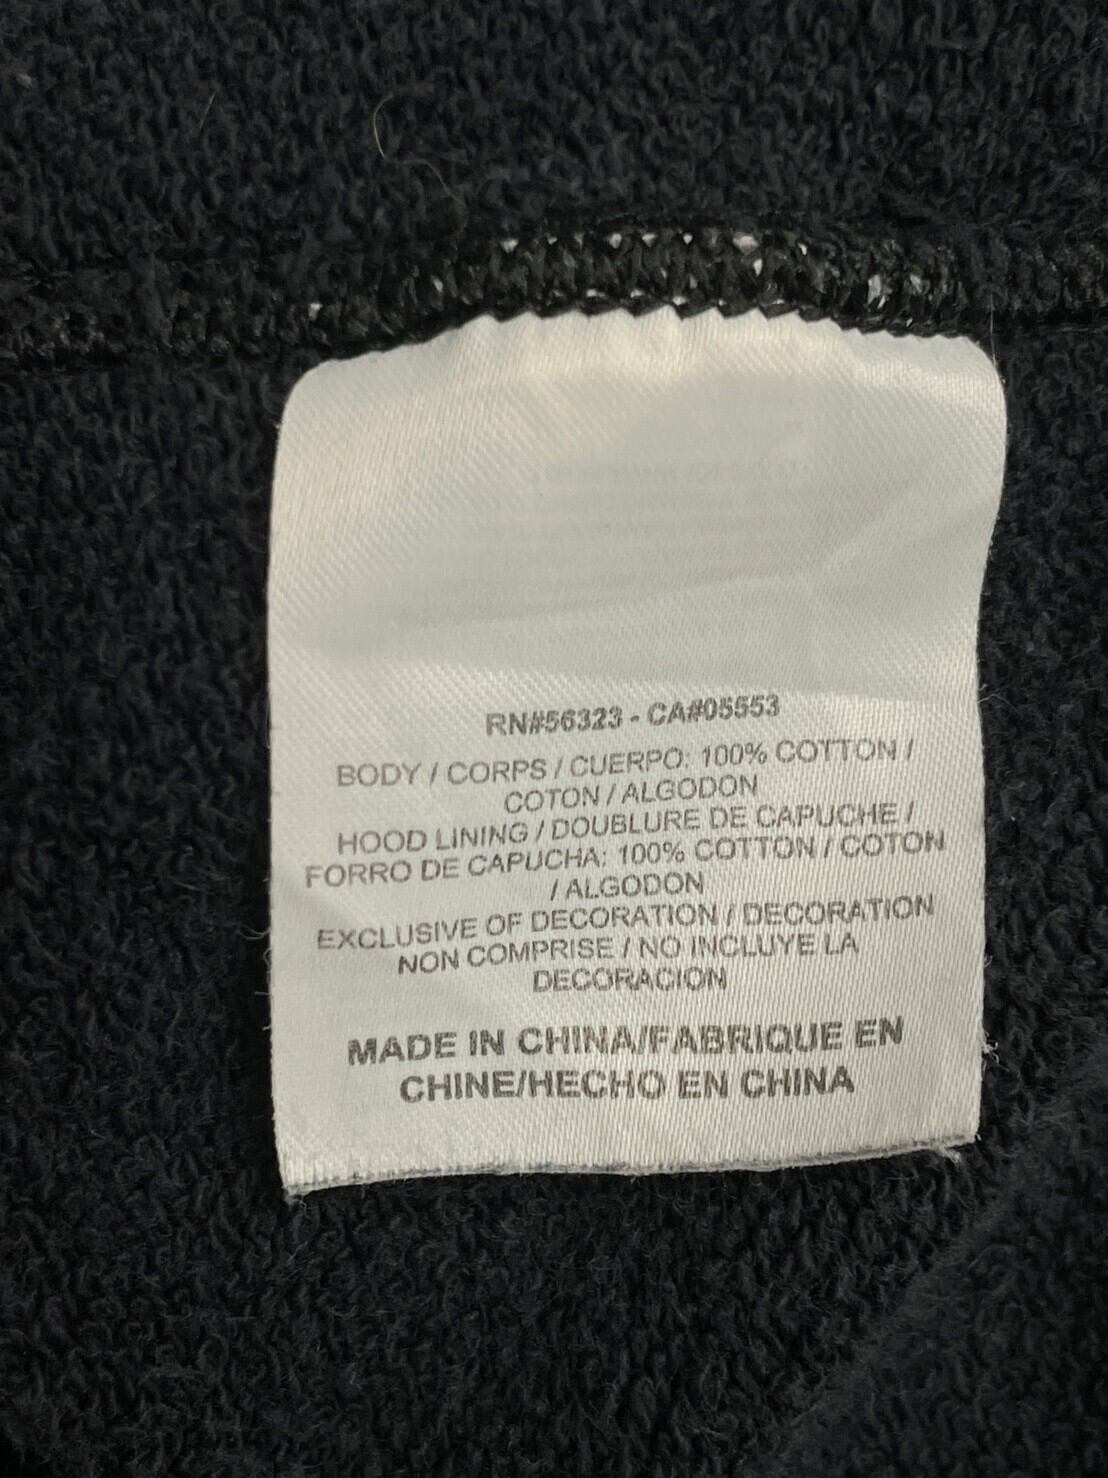 RN#56323 - CA#05553
BODY / CORPS / CUERPO: 100% COTTON /
COTON / ALGODON
HOOD LINING / DOUBLURE DE CAPUCHE /
FORRO DE CAPUCHA: 100% COTTON / COTON
/ ALGODON
EXCLUSIVE OF DECORATION / DECORATION
NON COMPRISE / NO INCLUYE LA
DECORACION
MADE IN CHINA/FABRIQUE EN
CHINE/HECHO EN CHINA